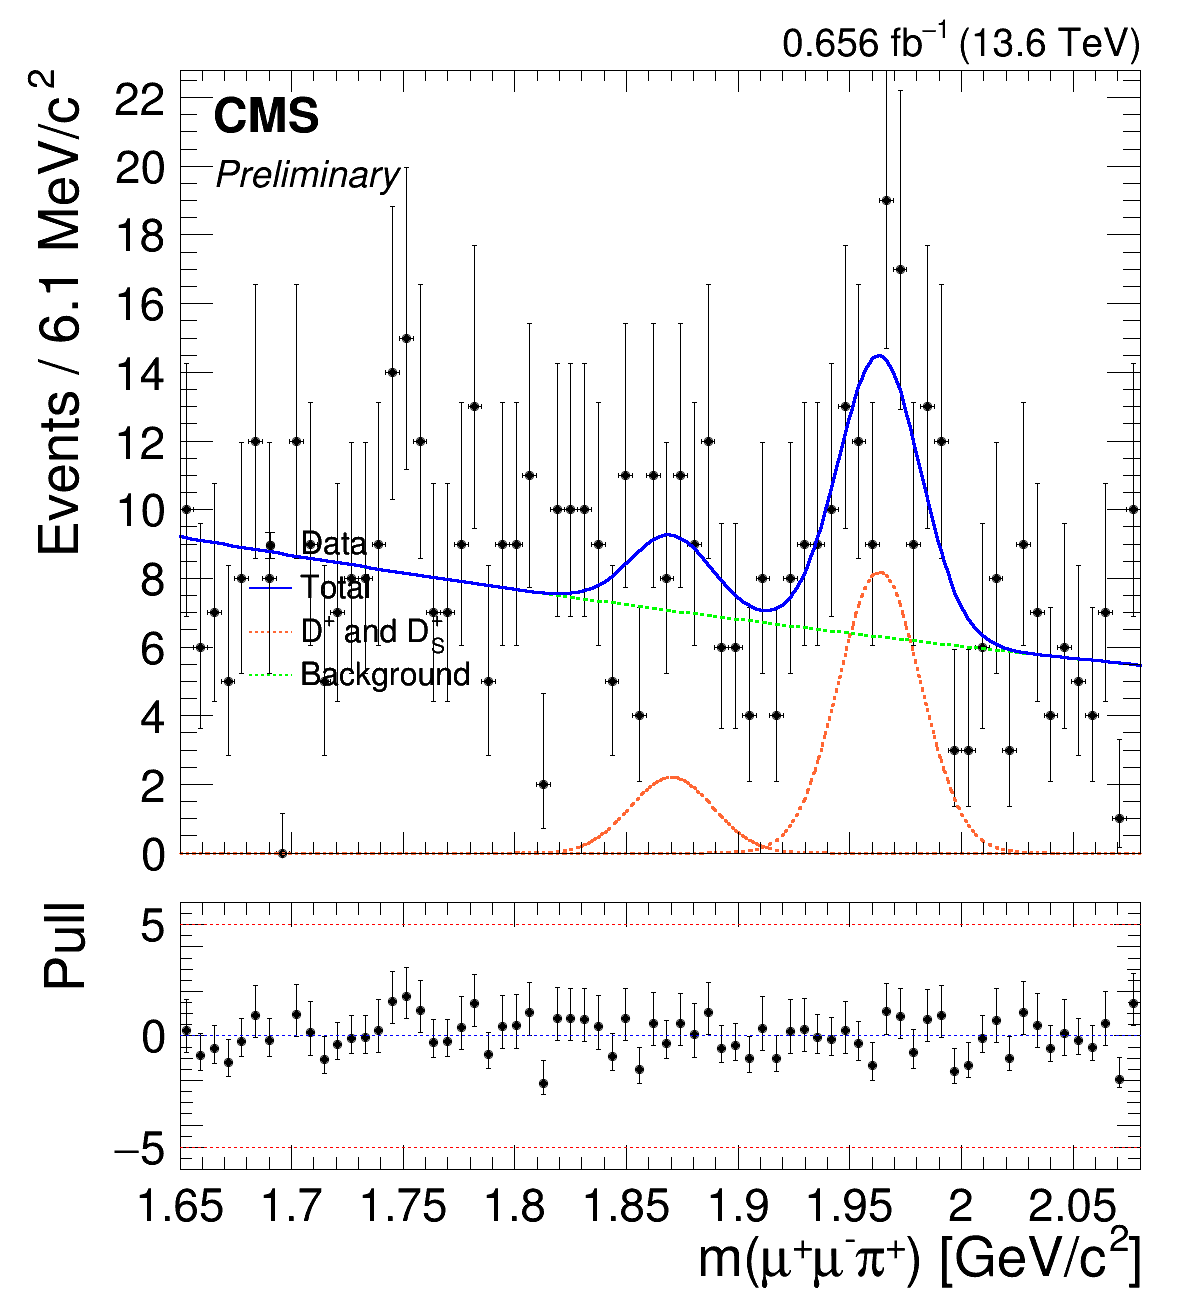 0.656 fb⁻¹ (13.6 TeV)
CMS
Preliminary
Events / 6.1 MeV/c²
22
20
18
16
14
12
10
8
6
4
2
0
Data
Total
D⁺ and D_S⁺
Background
Pull
5
0
−5
1.65 1.7 1.75 1.8 1.85 1.9 1.95 2 2.05
m(μ⁺μ⁻π⁺) [GeV/c²]